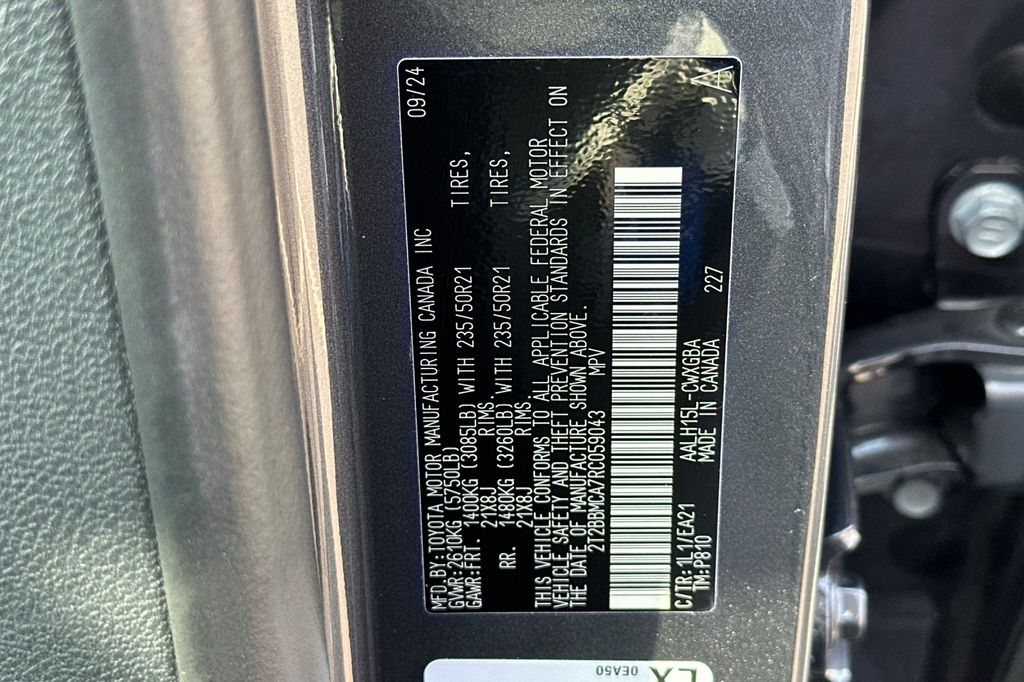 MFD.BY:TOYOTA MOTOR MANUFACTURING CANADA INC 09/24
GVWR:2610KG (5750LB)
GAWR:FRT. 1400KG (3085LB) WITH 235/50R21 TIRES,
21X8J RIMS.
RR. 1480KG (3260LB) WITH 235/50R21 TIRES,
21X8J RIMS.
THIS VEHICLE CONFORMS TO ALL APPLICABLE FEDERAL MOTOR
VEHICLE SAFETY AND THEFT PREVENTION STANDARDS IN EFFECT ON
THE DATE OF MANUFACTURE SHOWN ABOVE.
2T2BBMCA7RC059043 MPV
C/TR:1L1/EA21 AALH15L-CWXGBA
TM:P810 MADE IN CANADA 227
0EA50